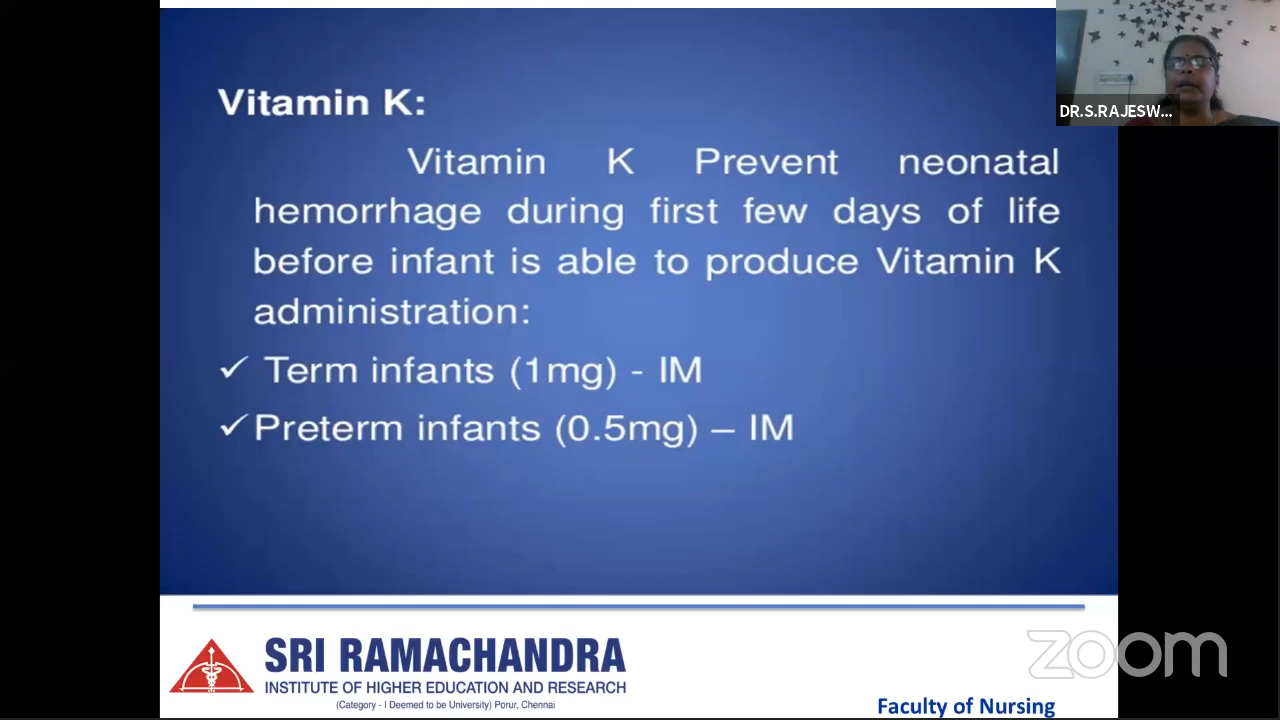 Vitamin K:
Vitamin K Prevent neonatal
hemorrhage during first few days of life
before infant is able to produce Vitamin K
administration:
✓ Term infants (1mg) - IM
✓ Preterm infants (0.5mg) – IM
DR.S.RAJESW...
SRI RAMACHANDRA
INSTITUTE OF HIGHER EDUCATION AND RESEARCH
(Category - I Deemed to be University) Porur, Chennai
zoom
Faculty of Nursing